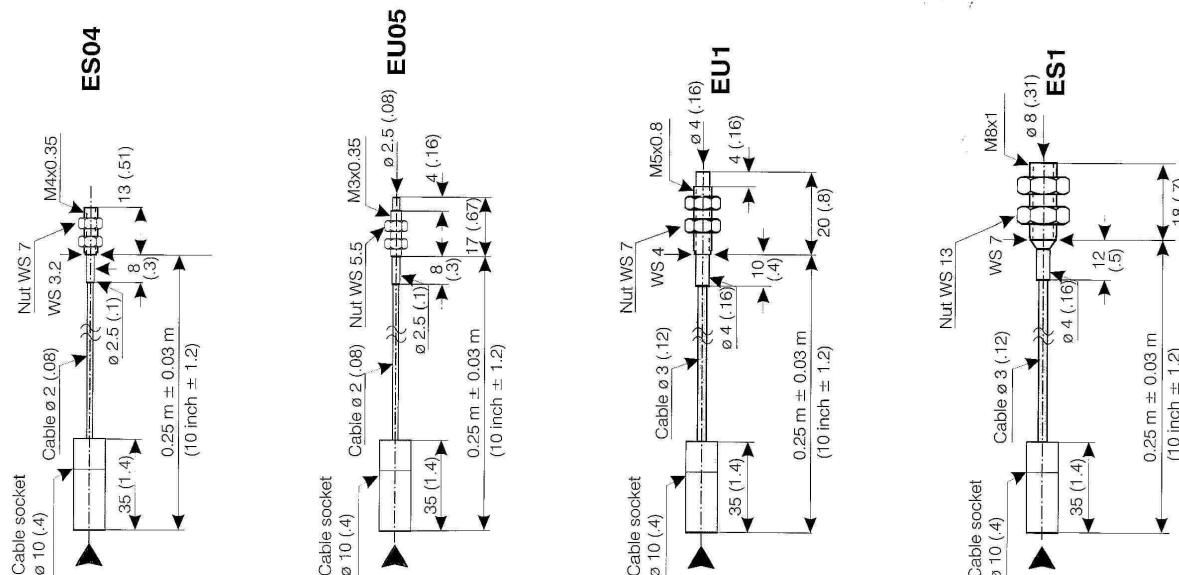 ES04
M4x0.35
13 (.51)
Nut WS 7
WS 3.2
8
(.3)
ø 2.5 (.1)
Cable ø 2 (.08)
0.25 m ± 0.03 m
(10 inch ± 1.2)
Cable socket
ø 10 (.4)
35 (1.4)
EU05
M3x0.35
ø 2.5 (.08)
4 (.16)
Nut WS 5.5
17 (.67)
8
(.3)
ø 2.5 (.1)
Cable ø 2 (.08)
0.25 m ± 0.03 m
(10 inch ± 1.2)
Cable socket
ø 10 (.4)
35 (1.4)
EU1
M5x0.8
ø 4 (.16)
4 (.16)
Nut WS 7
WS 4
20 (.8)
10
(.4)
ø 4 (.16)
Cable ø 3 (.12)
0.25 m ± 0.03 m
(10 inch ± 1.2)
Cable socket
ø 10 (.4)
35 (1.4)
ES1
M8x1
ø 8 (.31)
Nut WS 13
WS 7
18 (.7)
12
(.5)
ø 4 (.16)
Cable ø 3 (.12)
0.25 m ± 0.03 m
(10 inch ± 1.2)
Cable socket
ø 10 (.4)
35 (1.4)